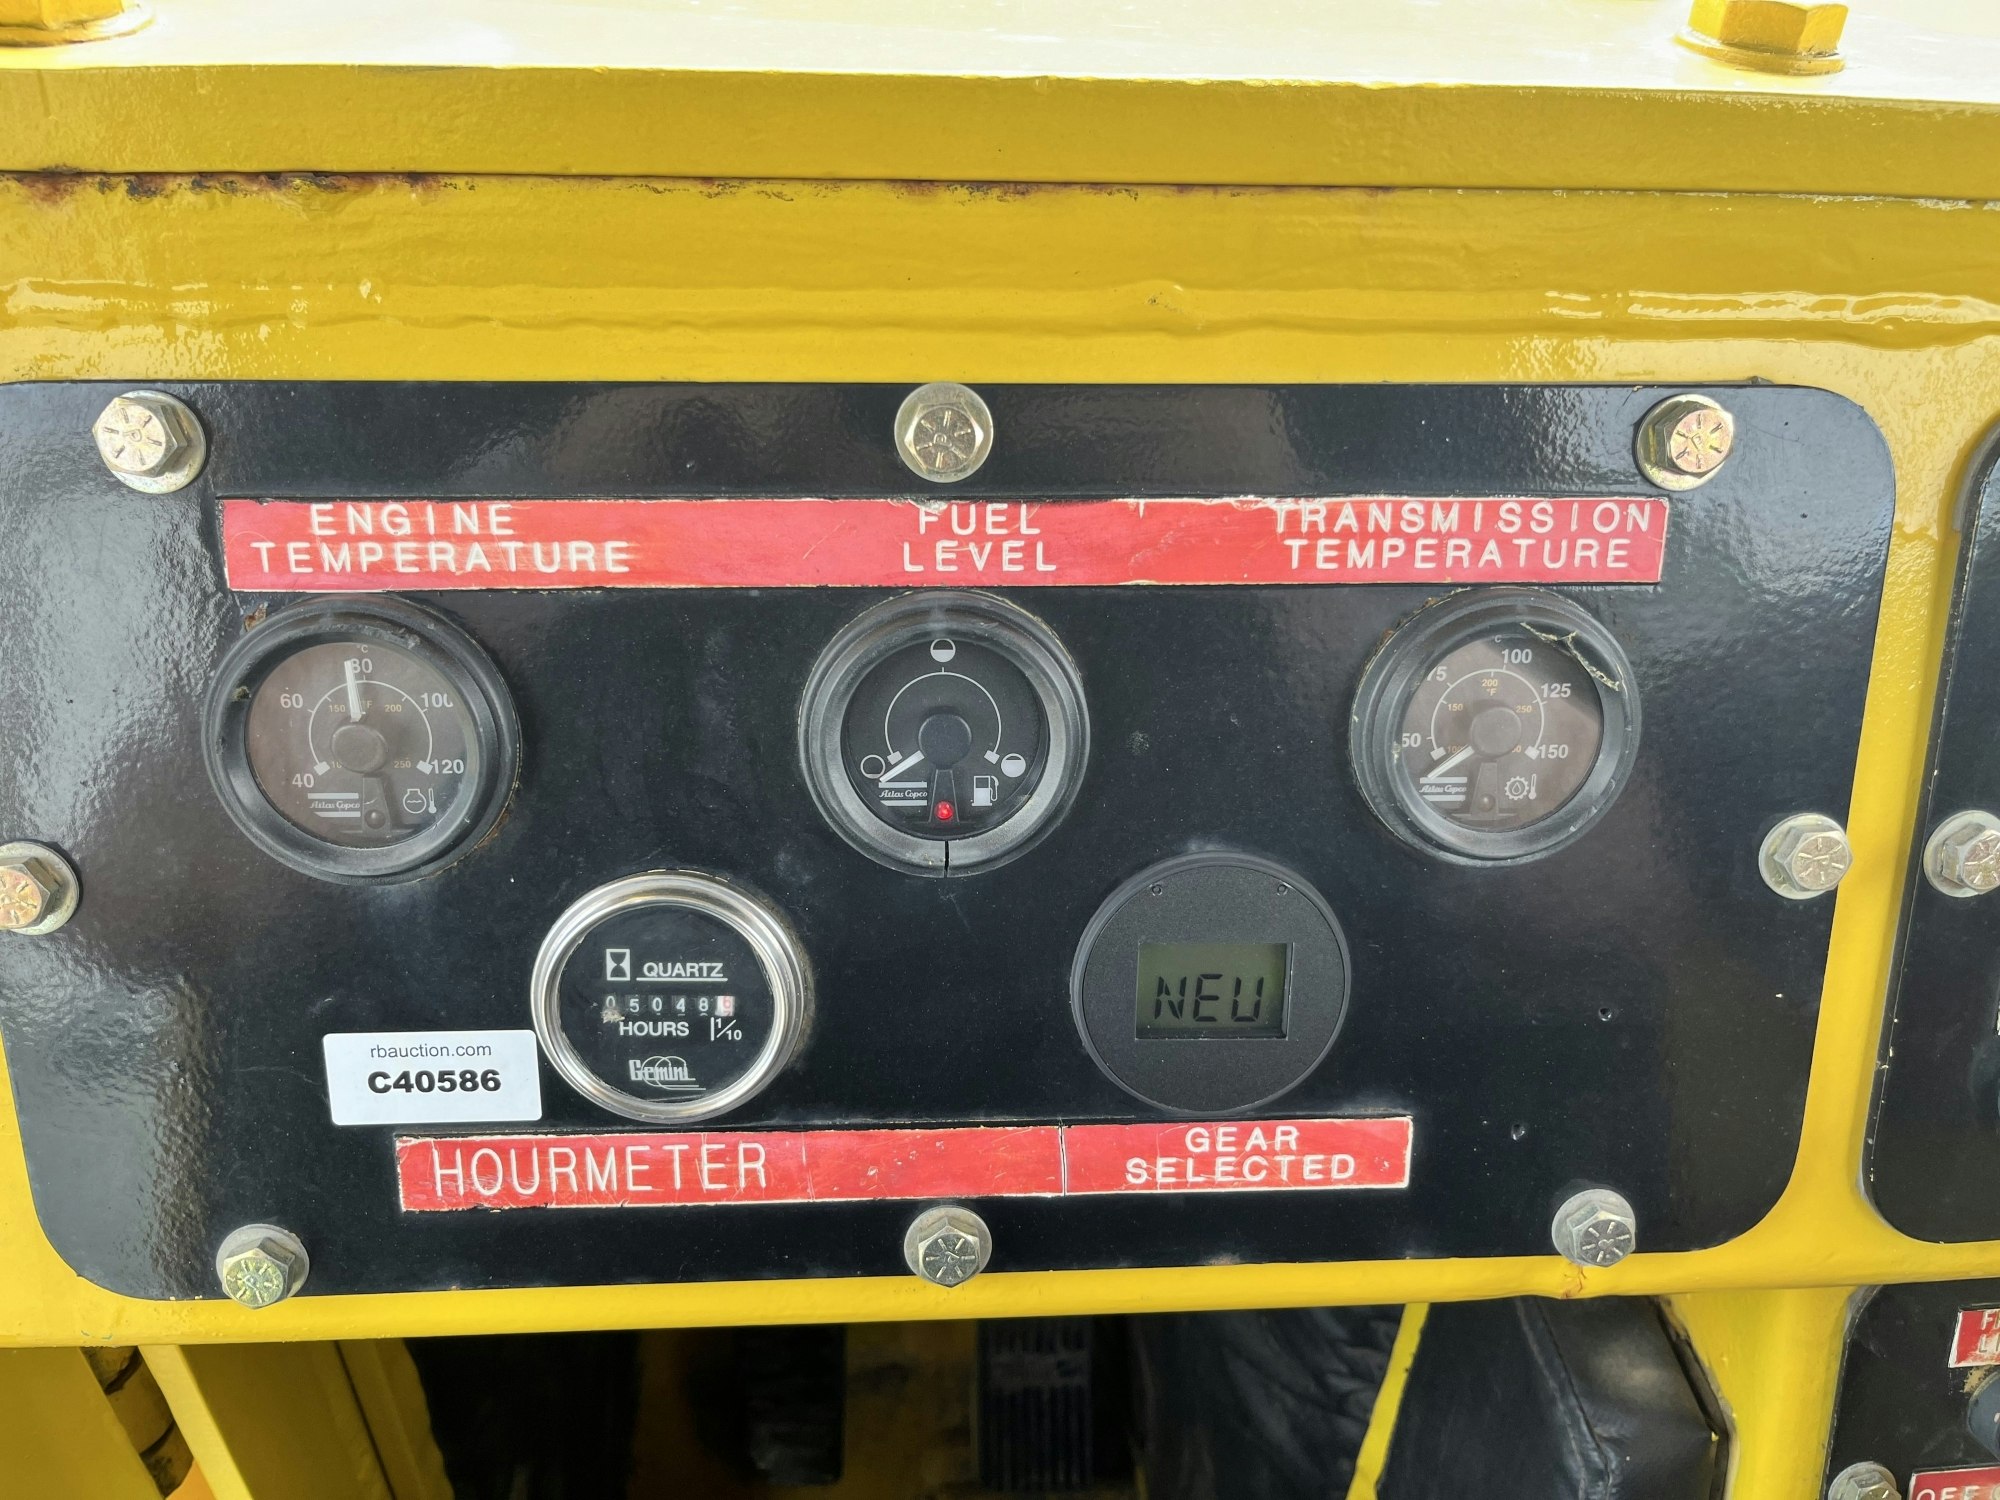 ENGINE
TEMPERATURE
FUEL
LEVEL
TRANSMISSION
TEMPERATURE
°C
40 60 80 100 120
150 °F 200 250
Atlas Copco
Atlas Copco
C
50 75 100 125 150
150 200 °F 250
Atlas Copco
QUARTZ
05048
HOURS 1/10
Gemini
NEU
rbauction.com
C40586
HOURMETER
GEAR
SELECTED